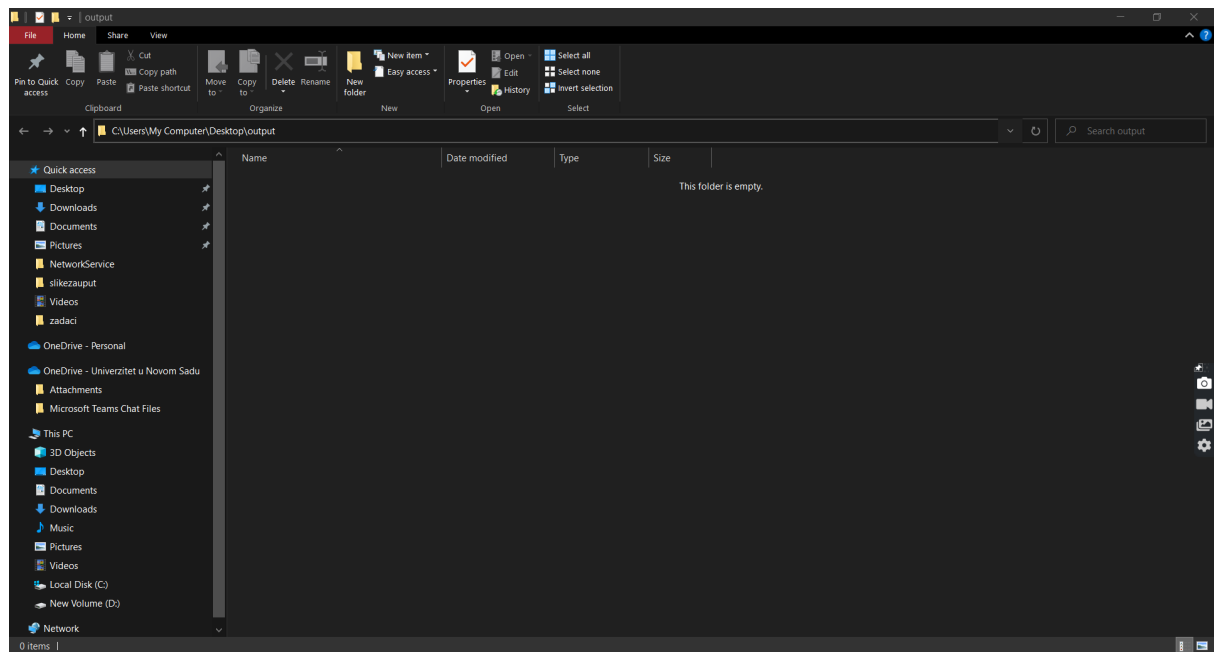 output
File Home Share View
Pin to Quick access
Copy
Paste
Cut
Copy path
Paste shortcut
Clipboard
Move to
Copy to
Delete
Rename
Organize
New folder
New item
Easy access
New
Properties
Open
Edit
History
Open
Select all
Select none
Invert selection
Select
C:\Users\My Computer\Desktop\output
Search output
Name Date modified Type Size
This folder is empty.
Quick access
Desktop
Downloads
Documents
Pictures
NetworkService
slikezauput
Videos
zadaci
OneDrive - Personal
OneDrive - Univerzitet u Novom Sadu
Attachments
Microsoft Teams Chat Files
This PC
3D Objects
Desktop
Documents
Downloads
Music
Pictures
Videos
Local Disk (C:)
New Volume (D:)
Network
0 items